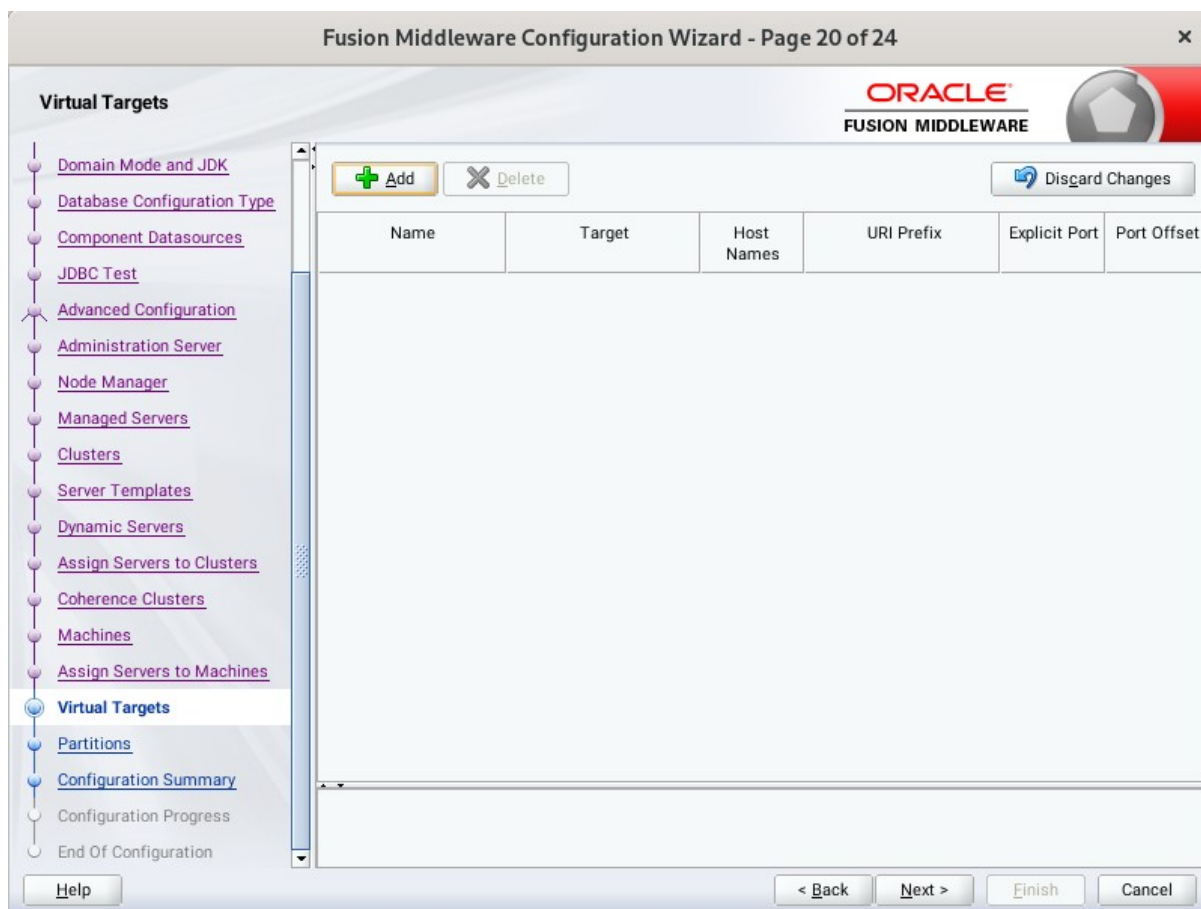 Fusion Middleware Configuration Wizard - Page 20 of 24
Virtual Targets
ORACLE
FUSION MIDDLEWARE
Domain Mode and JDK
Database Configuration Type
Component Datasources
JDBC Test
Advanced Configuration
Administration Server
Node Manager
Managed Servers
Clusters
Server Templates
Dynamic Servers
Assign Servers to Clusters
Coherence Clusters
Machines
Assign Servers to Machines
Virtual Targets
Partitions
Configuration Summary
Configuration Progress
End Of Configuration
Add Delete Discard Changes
Name Target Host Names URI Prefix Explicit Port Port Offset
Help < Back Next > Finish Cancel